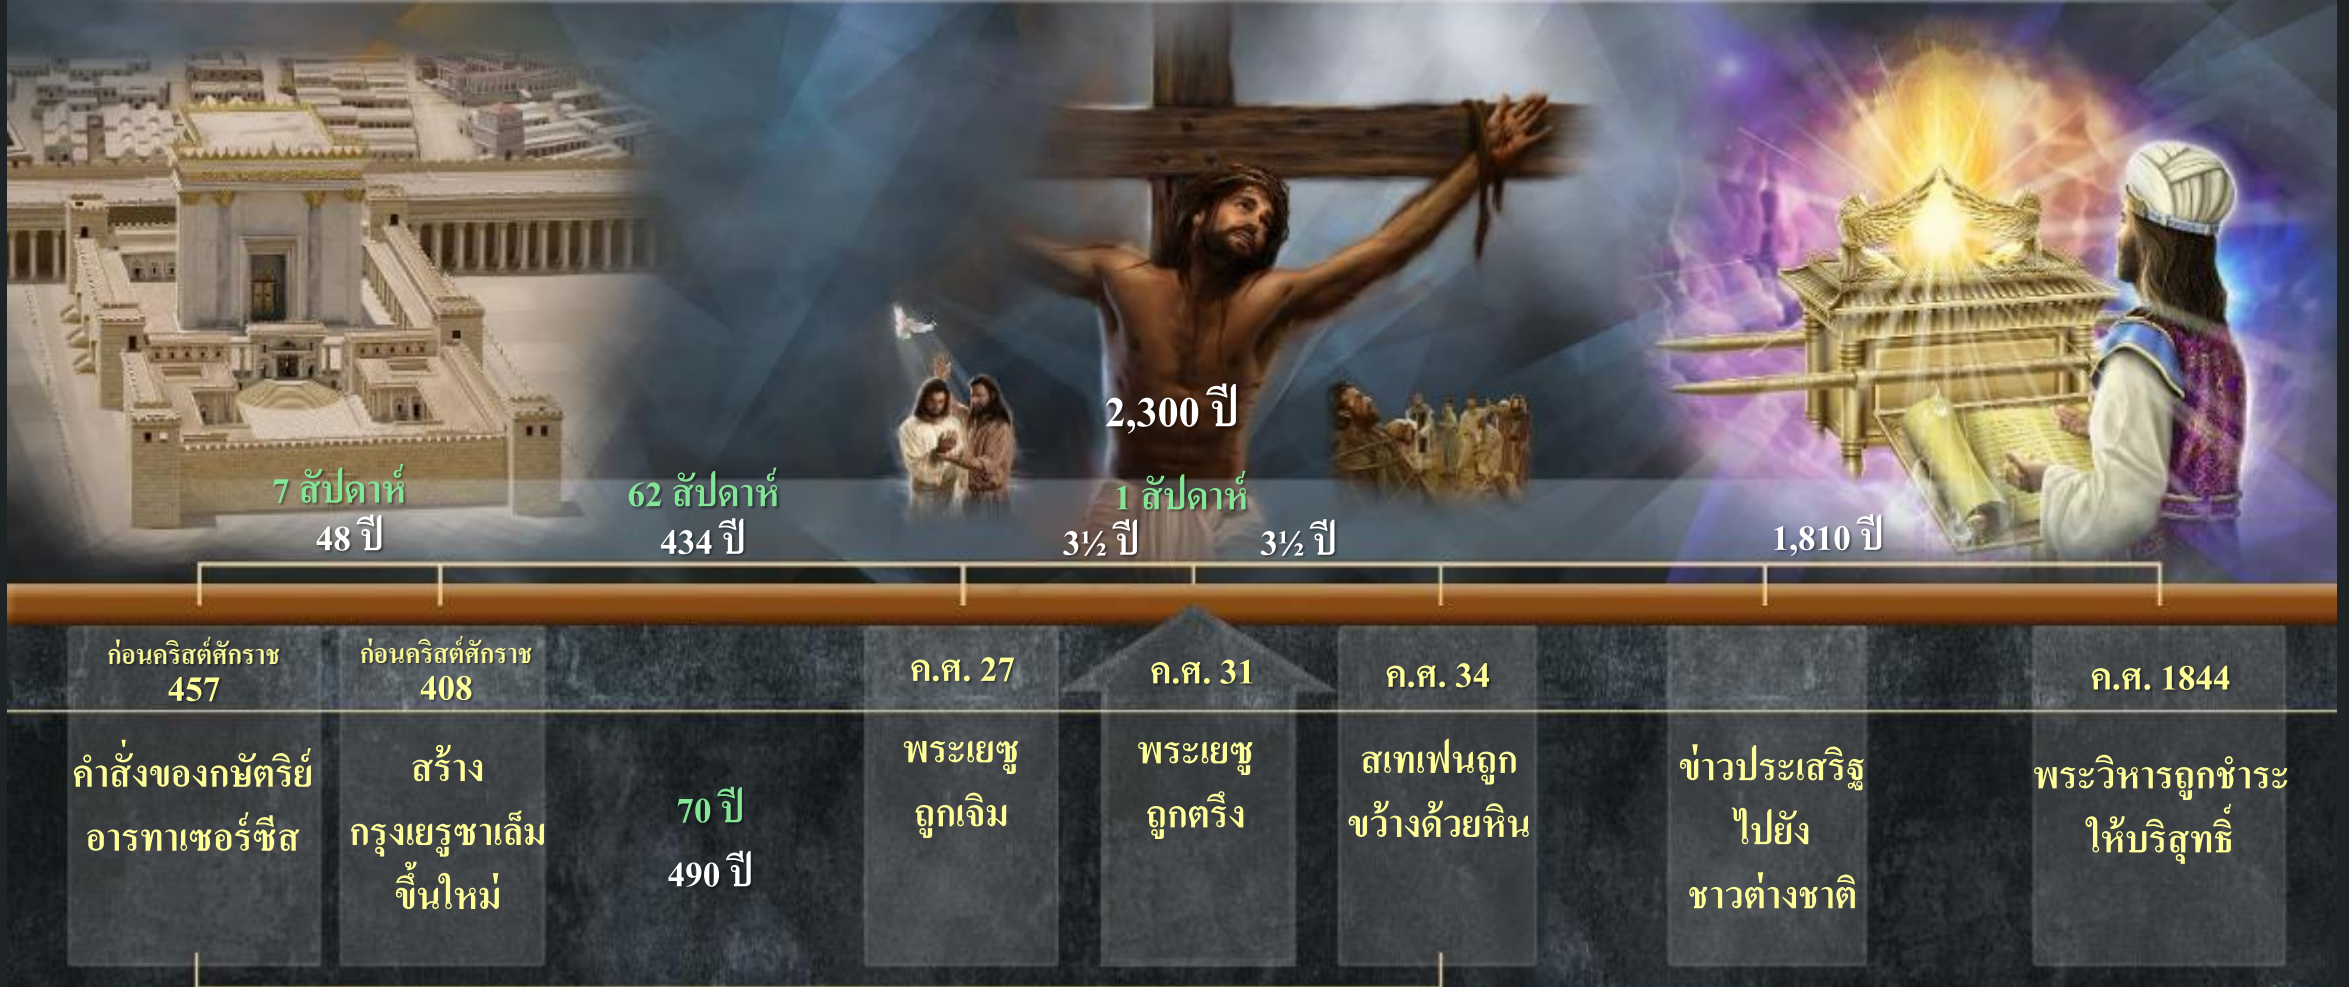 2,300 ปี
7 สัปดาห์
48 ปี
62 สัปดาห์
434 ปี
1 สัปดาห์
3½ ปี
3½ ปี
1,810 ปี
ก่อนคริสต์ศักราช
457
คำสั่งของกษัตริย์
อารทาเซอร์ซีส
ก่อนคริสต์ศักราช
408
สร้าง
กรุงเยรูซาเล็ม
ขึ้นใหม่
70 ปี
490 ปี
ค.ศ. 27
พระเยซู
ถูกเจิม
ค.ศ. 31
พระเยซู
ถูกตรึง
ค.ศ. 34
สเทเฟนถูก
ขว้างด้วยหิน
ข่าวประเสริฐ
ไปยัง
ชาวต่างชาติ
ค.ศ. 1844
พระวิหารถูกชำระ
ให้บริสุทธิ์